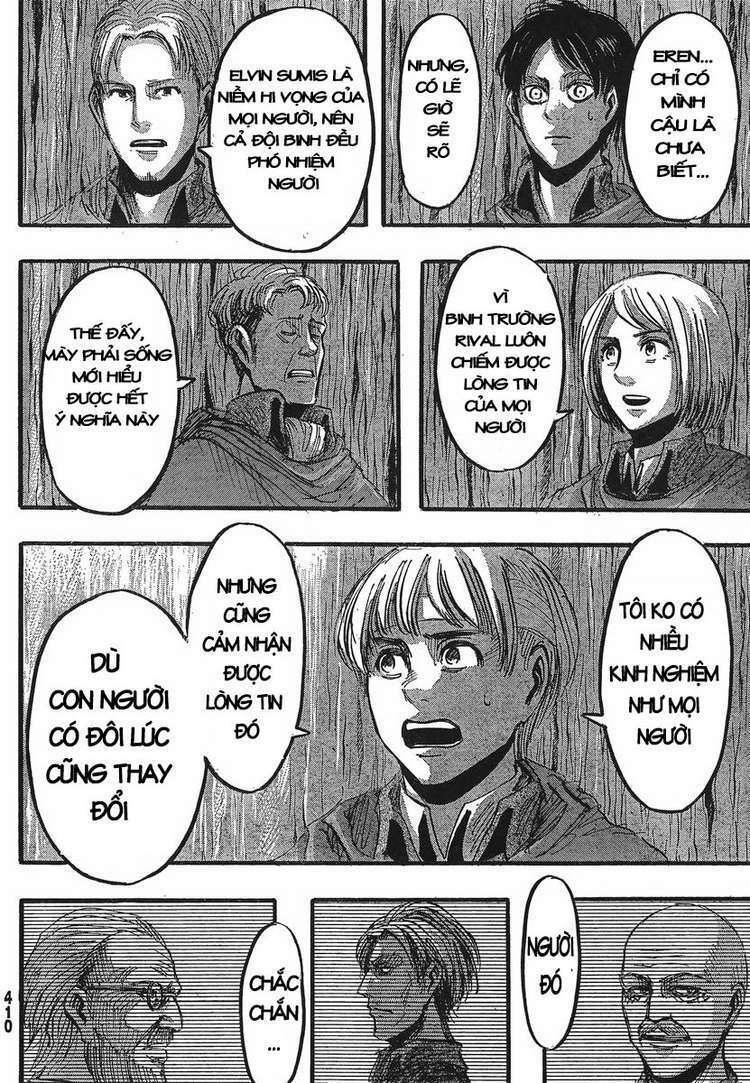 EREN...
CHỈ CÓ
MÌNH
CẬU LÀ
CHƯA
BIẾT...
NHƯNG,
CÓ LẼ
GIỜ
SẼ
RÕ
ELVIN SUMIS LÀ
NIỀM HI VỌNG CỦA
MỌI NGƯỜI, NÊN
CẢ ĐỘI BINH ĐỀU
PHÓ NHIỆM
NGƯỜI
VÌ
BINH TRƯỜNG
RIVAL LUÔN
CHIẾM ĐƯỢC
LÒNG TIN
CỦA MỌI
NGƯỜI
THẾ ĐẤY,
MÀY PHẢI SỐNG
MỚI HIỂU
ĐƯỢC HẾT
Ý NGHĨA NÀY
TÔI KO CÓ
NHIỀU
KINH NGHIỆM
NHƯ MỌI
NGƯỜI
NHƯNG
CŨNG
CẢM NHẬN
ĐƯỢC
LÒNG TIN
ĐÓ
DÙ
CON NGƯỜI
CÓ ĐÔI LÚC
CŨNG THAY
ĐỔI
NGƯỜI
ĐÓ
CHẮC
CHẮN
...
410